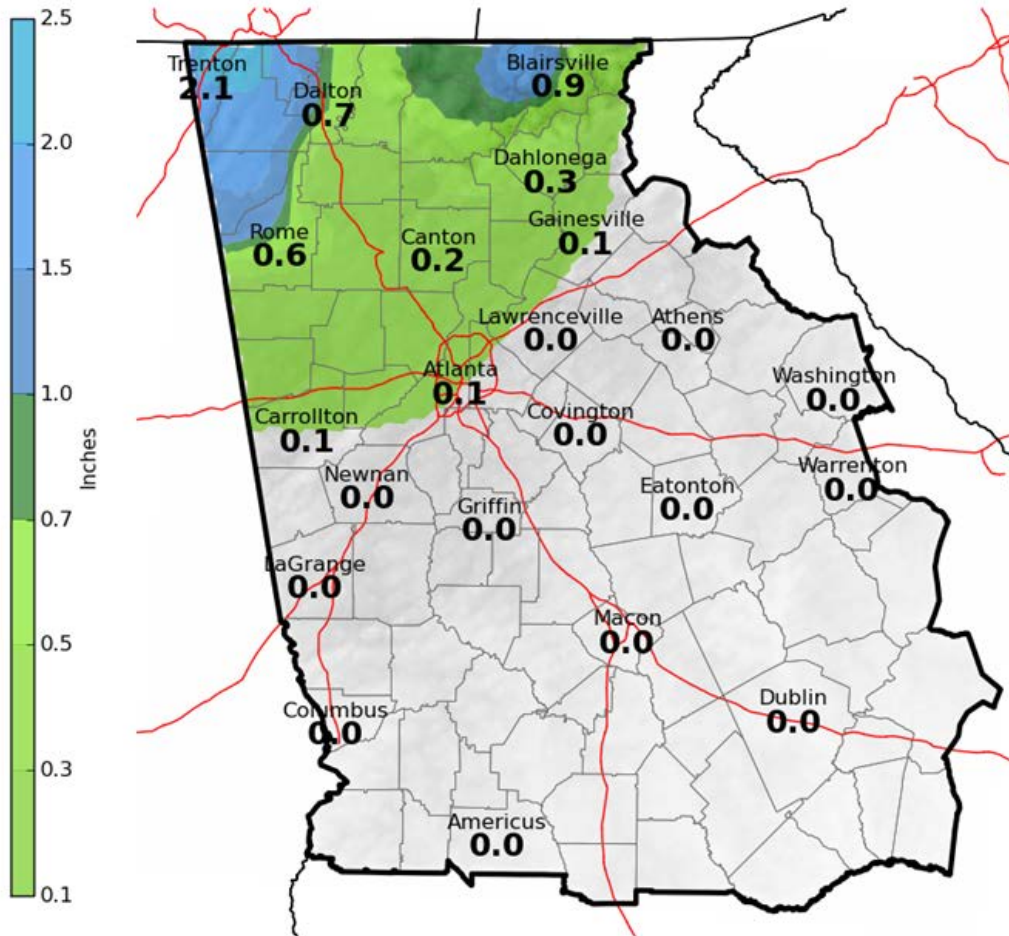 2.5
2.0
1.5
1.0
0.7
0.5
0.3
0.1
Inches
Trenton
2.1
Dalton
0.7
Blairsville
0.9
Dahlonega
0.3
Gainesville
0.1
Rome
0.6
Canton
0.2
Lawrenceville
0.0
Athens
0.0
Atlanta
0.1
Washington
0.0
Carrollton
0.1
Covington
0.0
Newnan
0.0
Griffin
0.0
Eatonton
0.0
Warrenton
0.0
LaGrange
0.0
Macon
0.0
Columbus
0.0
Dublin
0.0
Americus
0.0